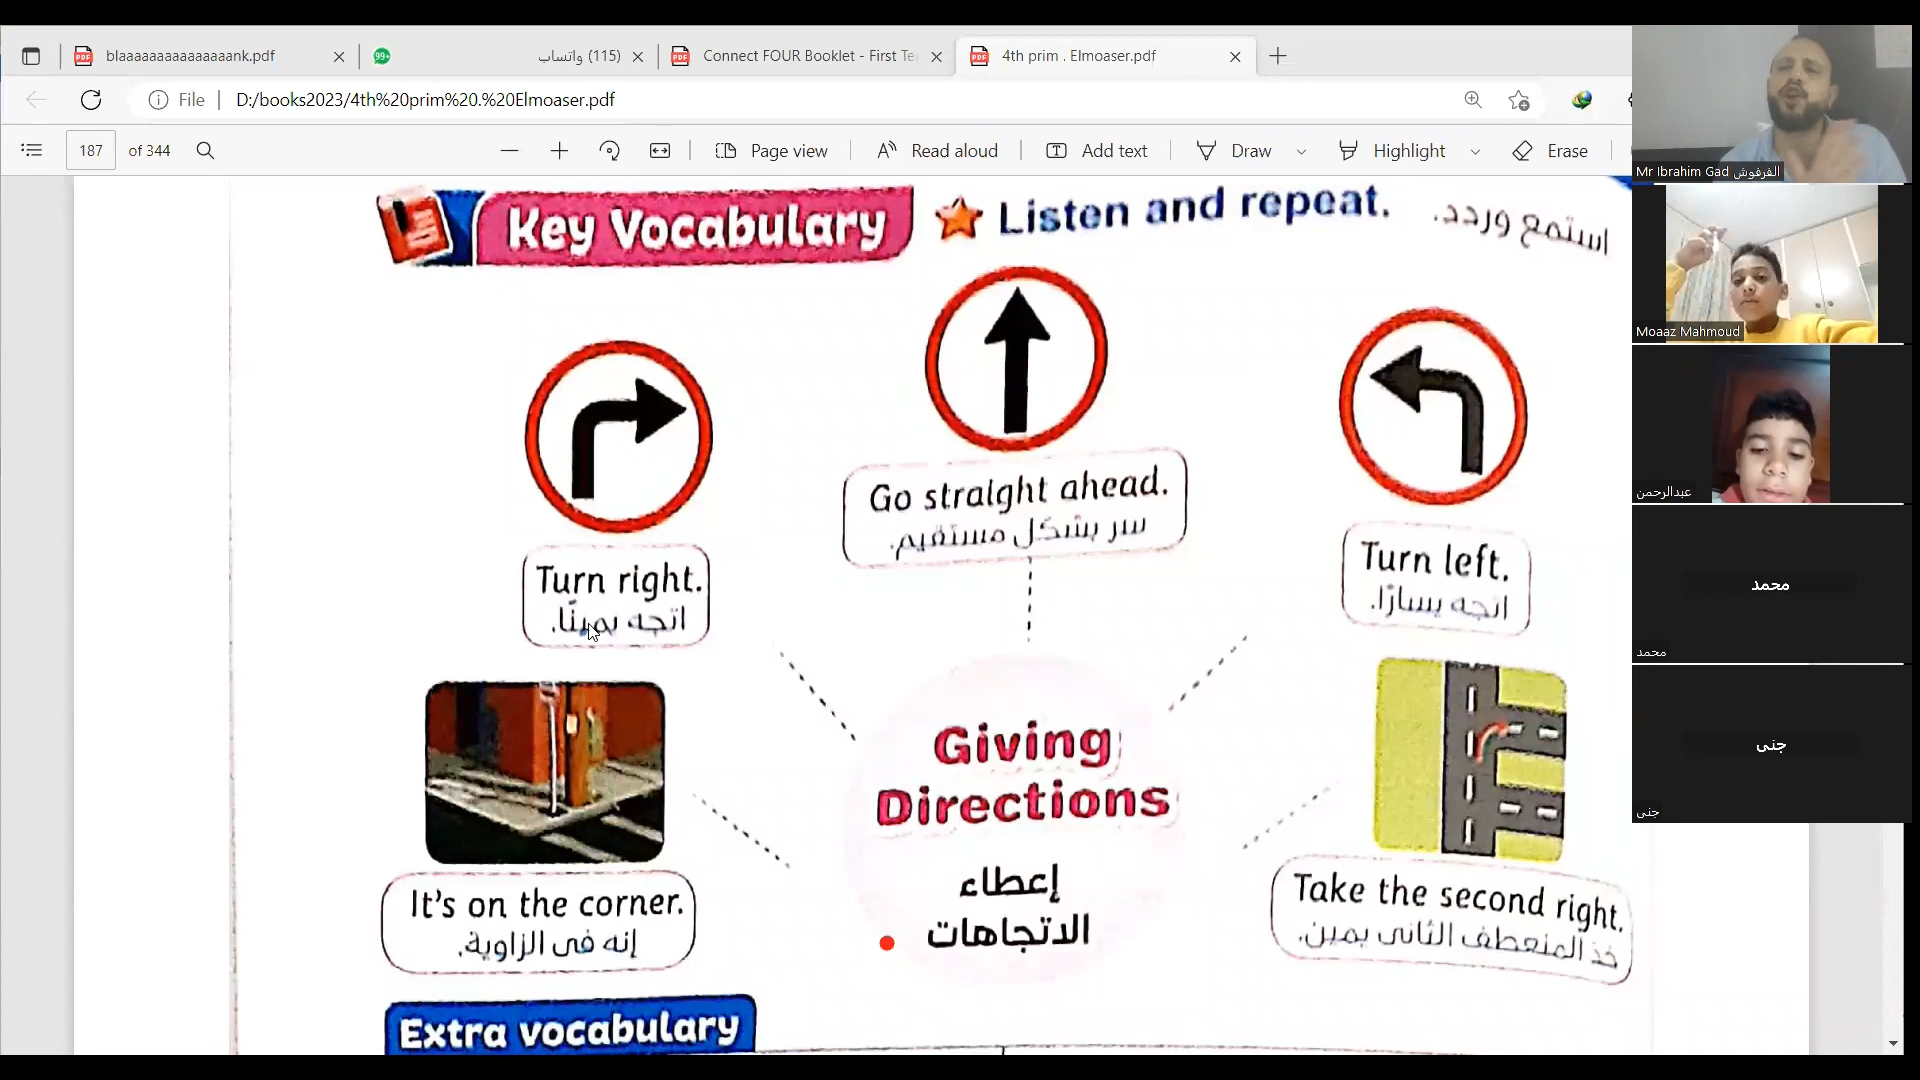 blaaaaaaaaaaaaaaank.pdf
99+
(115) واتساب
Connect FOUR Booklet - First Te
4th prim . Elmoaser.pdf
File
D:/books2023/4th%20prim%20.%20Elmoaser.pdf
187 of 344
Page view
Read aloud
Add text
Draw
Highlight
Erase
Key Vocabulary
Listen and repeat.
استمع وردد.
Go straight ahead.
سر بشكل مستقيم.
Turn right.
اتجه يمينًا.
Turn left.
اتجه يسارًا.
Giving
Directions
إعطاء
الاتجاهات
It's on the corner.
إنه فى الزاوية.
Take the second right.
خذ المنعطف الثانى يمين.
Extra vocabulary
Mr Ibrahim Gad الفرفوش
Moaaz Mahmoud
عبدالرحمن
محمد
محمد
جنى
جنى